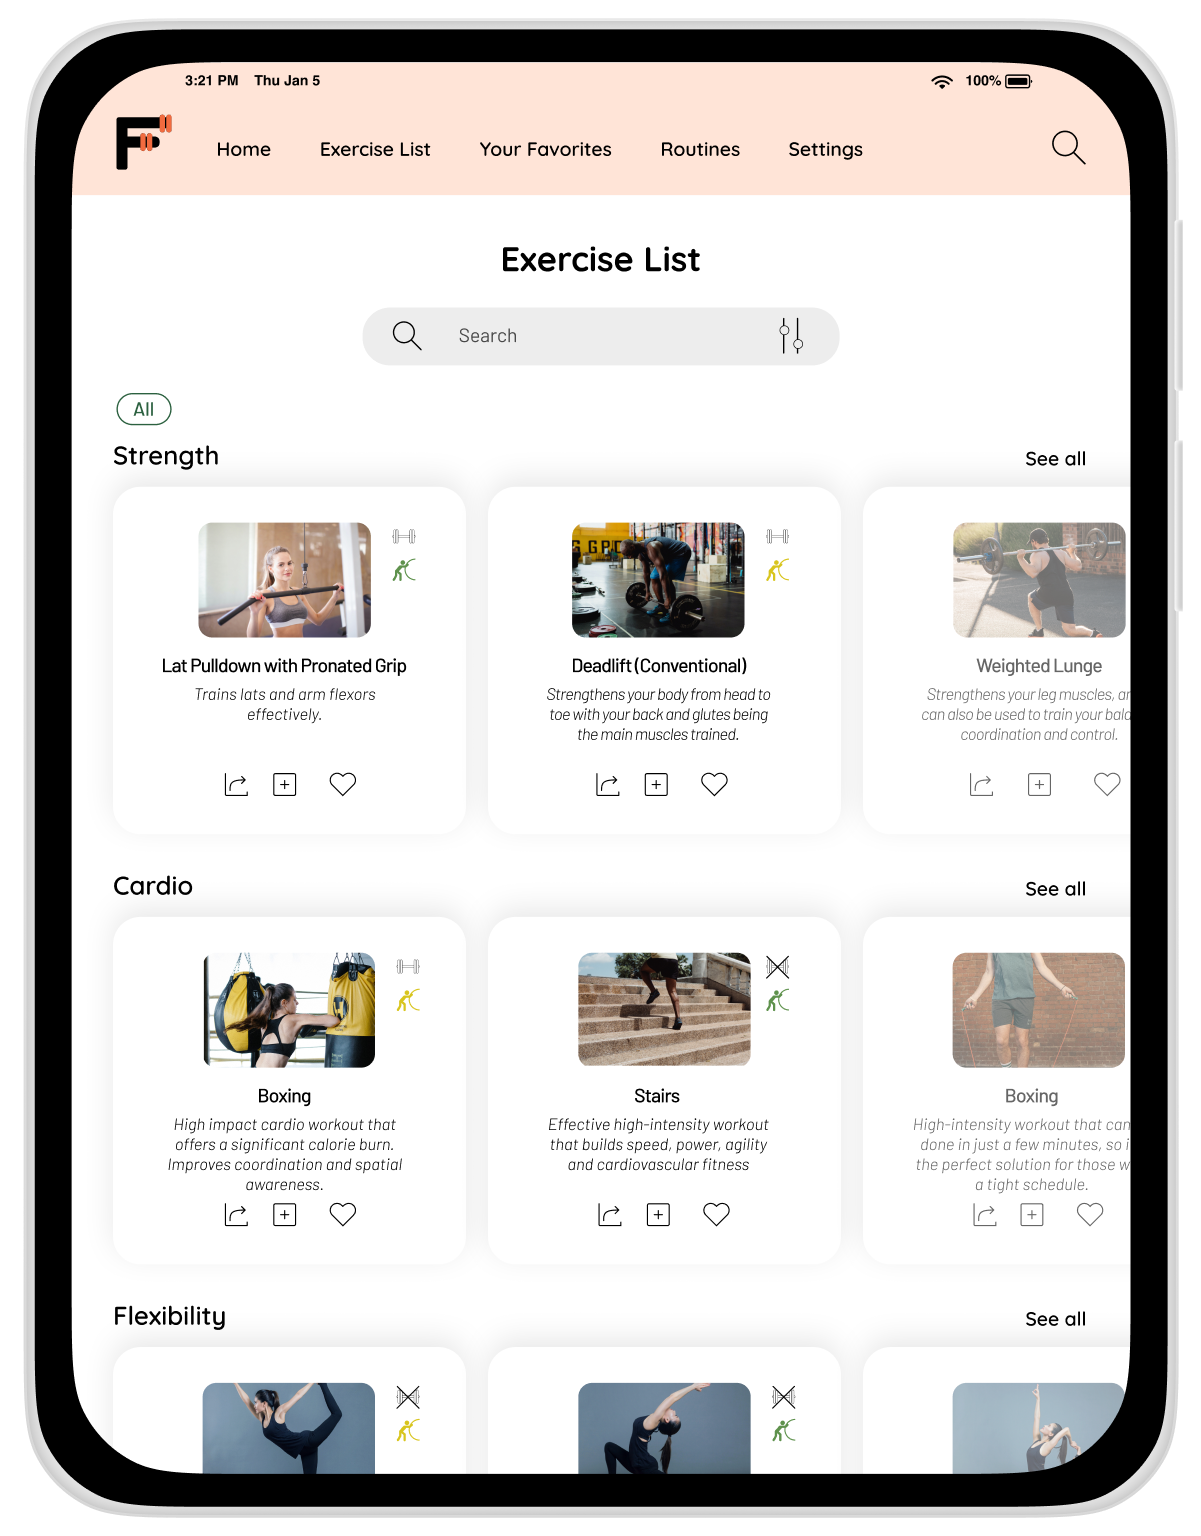 3:21 PM Thu Jan 5
100%
F
Home Exercise List Your Favorites Routines Settings
Exercise List
Search
All
Strength See all
Lat Pulldown with Pronated Grip
Trains lats and arm flexors
effectively.
Deadlift (Conventional)
Strengthens your body from head to
toe with your back and glutes being
the main muscles trained.
Weighted Lunge
Strengthens your leg muscles, an
can also be used to train your bala
coordination and control.
Cardio See all
Boxing
High impact cardio workout that
offers a significant calorie burn.
Improves coordination and spatial
awareness.
Stairs
Effective high-intensity workout
that builds speed, power, agility
and cardiovascular fitness
Boxing
High-intensity workout that can
done in just a few minutes, so i
the perfect solution for those w
a tight schedule.
Flexibility See all